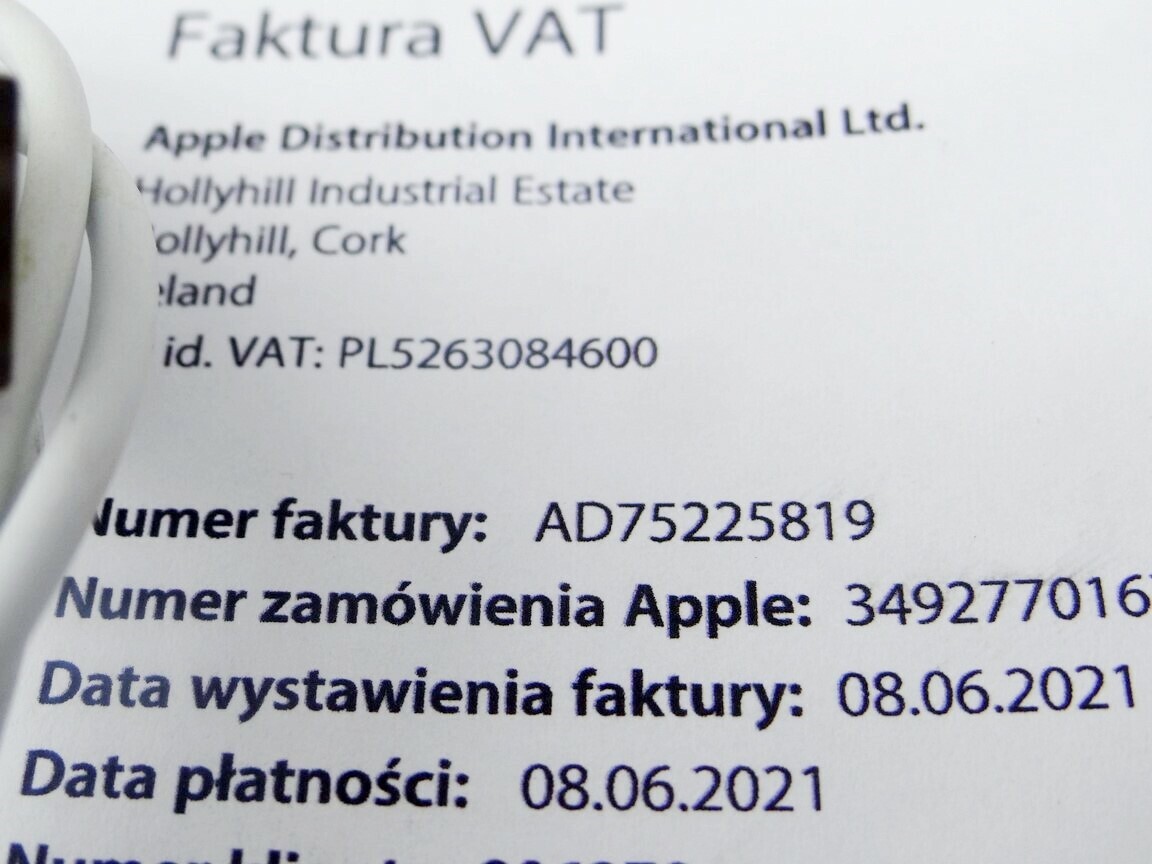 Faktura VAT
Apple Distribution International Ltd.
Hollyhill Industrial Estate
ollyhill, Cork
eland
id. VAT: PL5263084600
Numer faktury: AD75225819
Numer zamówienia Apple: 349277016
Data wystawienia faktury: 08.06.2021
Data płatności: 08.06.2021
Numer